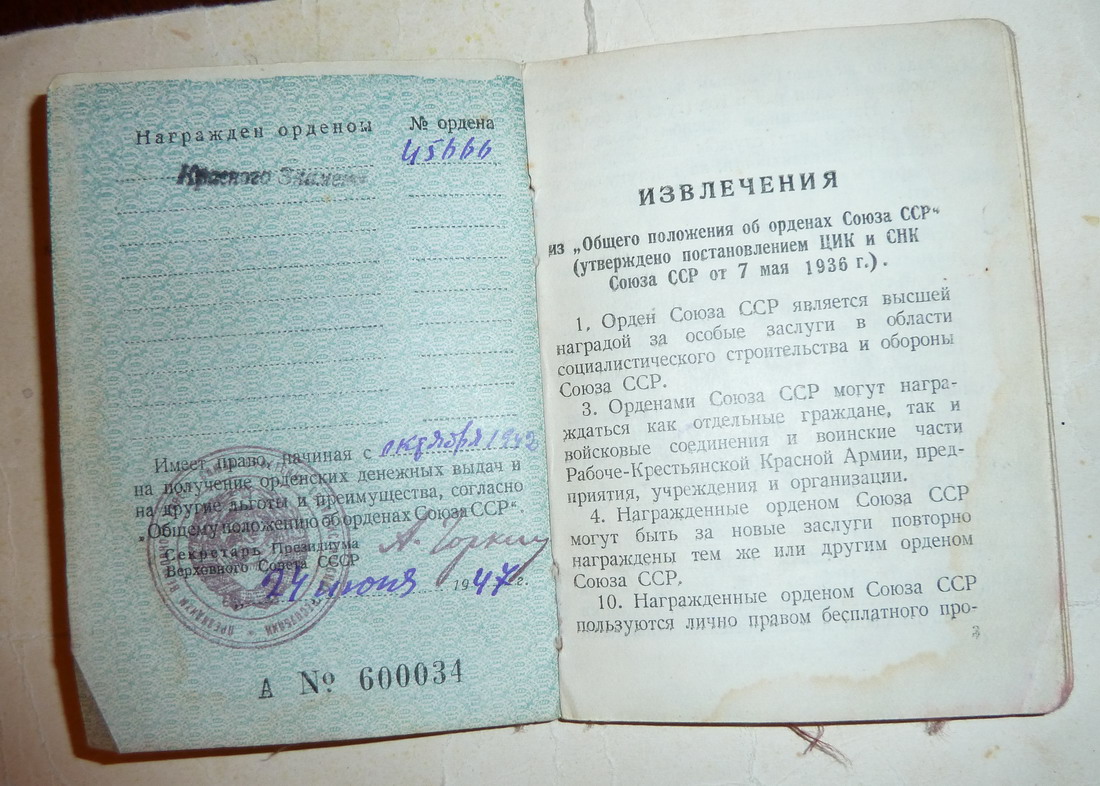 Награжден орденом № ордена
Красного Знамени 45666
Имеет право, начиная с октября 1942
на получение орденских денежных выдач и
на другие льготы и преимущества, согласно
„Общему положению об орденах Союза ССР“.
Секретарь Президиума
Верховного Совета СССР
А. Горкин
24 июня 1947 г.
А № 600034
ИЗВЛЕЧЕНИЯ
из „Общего положения об орденах Союза ССР“
(утверждено постановлением ЦИК и СНК
Союза ССР от 7 мая 1936 г.).
1. Орден Союза ССР является высшей
наградой за особые заслуги в области
социалистического строительства и обороны
Союза ССР.
3. Орденами Союза ССР могут награ-
ждаться как отдельные граждане, так и
войсковые соединения и воинские части
Рабоче-Крестьянской Красной Армии, пред-
приятия, учреждения и организации.
4. Награжденные орденом Союза ССР
могут быть за новые заслуги повторно
награждены тем же или другим орденом
Союза ССР.
10. Награжденные орденом Союза ССР
пользуются лично правом бесплатного про-
3